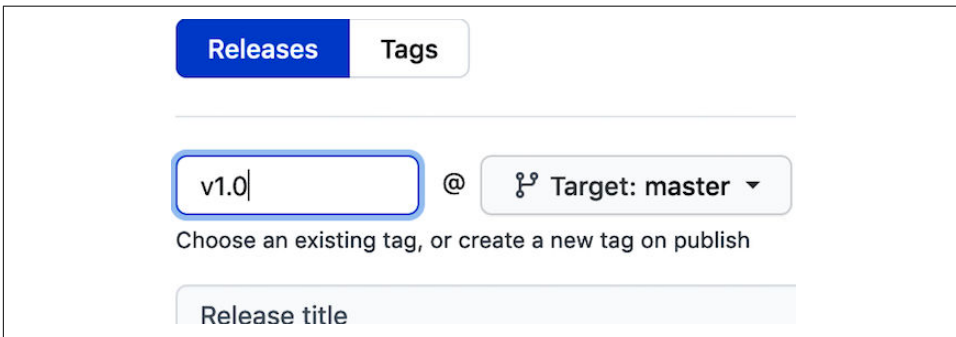 Releases Tags
v1.0 @ Target: master
Choose an existing tag, or create a new tag on publish
Release title